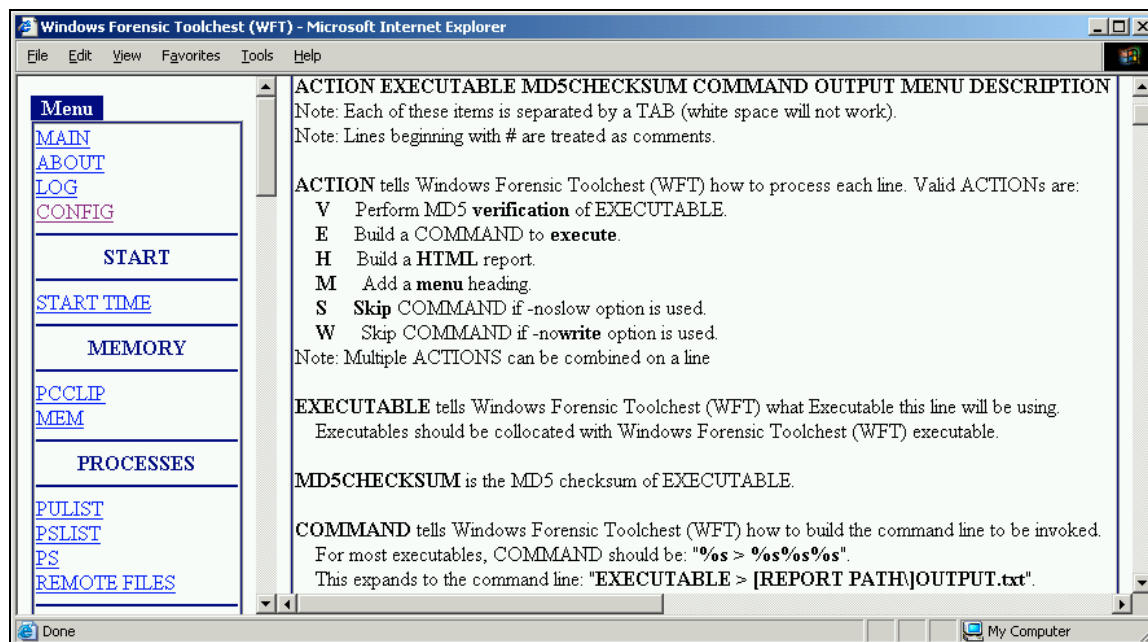 Windows Forensic Toolchest (WFT) - Microsoft Internet Explorer
File Edit View Favorites Tools Help
Menu
MAIN
ABOUT
LOG
CONFIG
START
START TIME
MEMORY
PCCLIP
MEM
PROCESSES
PULIST
PSLIST
PS
REMOTE FILES
ACTION EXECUTABLE MD5CHECKSUM COMMAND OUTPUT MENU DESCRIPTION
Note: Each of these items is separated by a TAB (white space will not work).
Note: Lines beginning with # are treated as comments.
ACTION tells Windows Forensic Toolchest (WFT) how to process each line. Valid ACTIONs are:
V Perform MD5 verification of EXECUTABLE.
E Build a COMMAND to execute.
H Build a HTML report.
M Add a menu heading.
S Skip COMMAND if -noslow option is used.
W Skip COMMAND if -nowrite option is used.
Note: Multiple ACTIONS can be combined on a line
EXECUTABLE tells Windows Forensic Toolchest (WFT) what Executable this line will be using.
Executables should be collocated with Windows Forensic Toolchest (WFT) executable.
MD5CHECKSUM is the MD5 checksum of EXECUTABLE.
COMMAND tells Windows Forensic Toolchest (WFT) how to build the command line to be invoked.
For most executables, COMMAND should be: "%s > %s%s%s".
This expands to the command line: "EXECUTABLE > [REPORT PATH\]OUTPUT.txt".
Done
My Computer